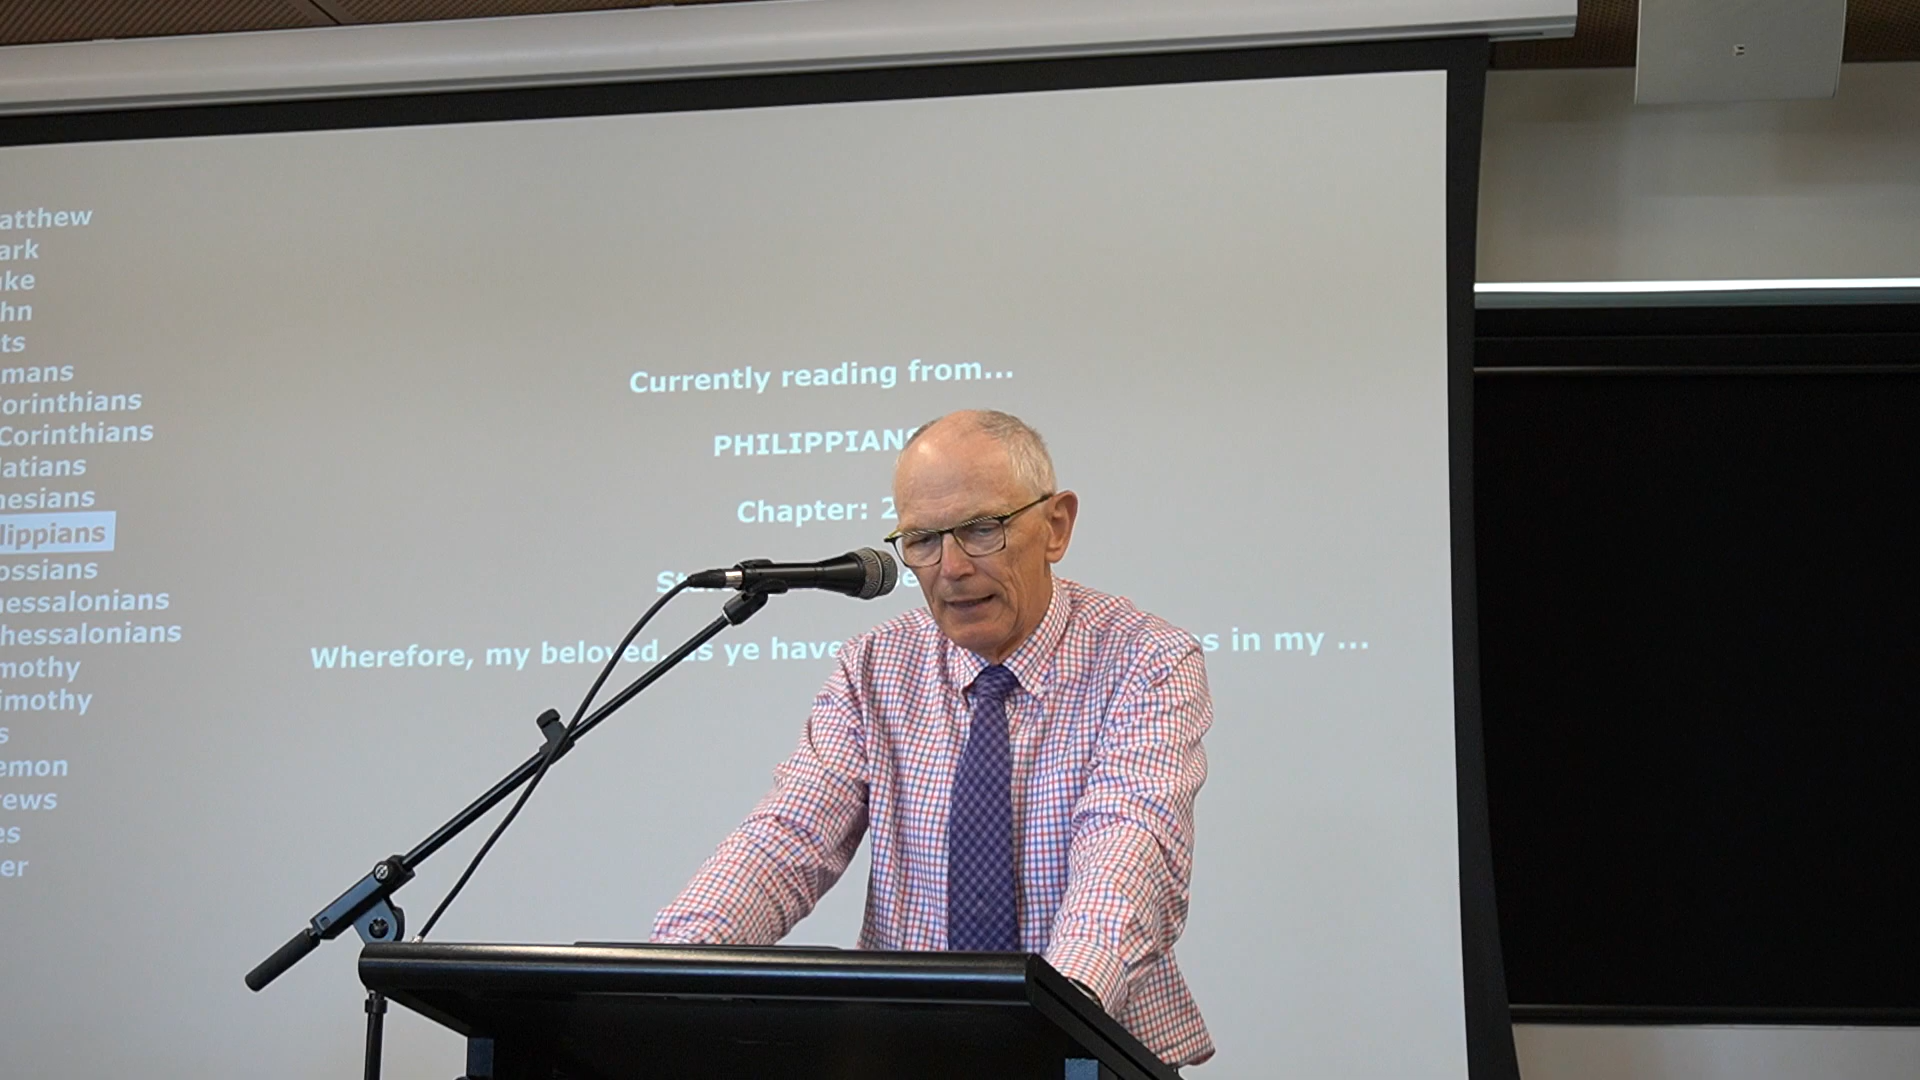 atthew
ark
ke
hn
ts
mans
orinthians
Corinthians
latians
hesians
lippians
ossians
hessalonians
hessalonians
mothy
imothy
s
emon
rews
es
er
Currently reading from...
PHILIPPIANS
Chapter: 2
Wherefore, my beloved, as ye have
s in my ...